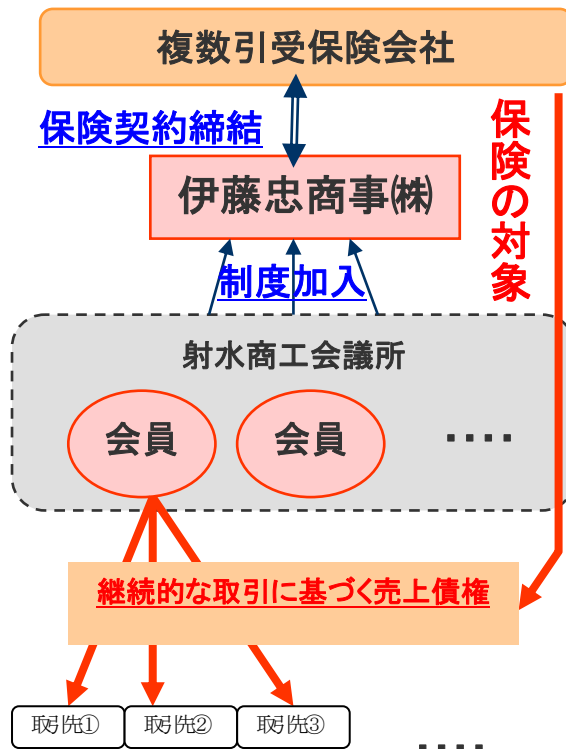 複数引受保険会社
保険契約締結
保険の対象
伊藤忠商事㈱
制度加入
射水商工会議所
会員
会員
‥‥
継続的な取引に基づく売上債権
取引先①
取引先②
取引先③
‥‥